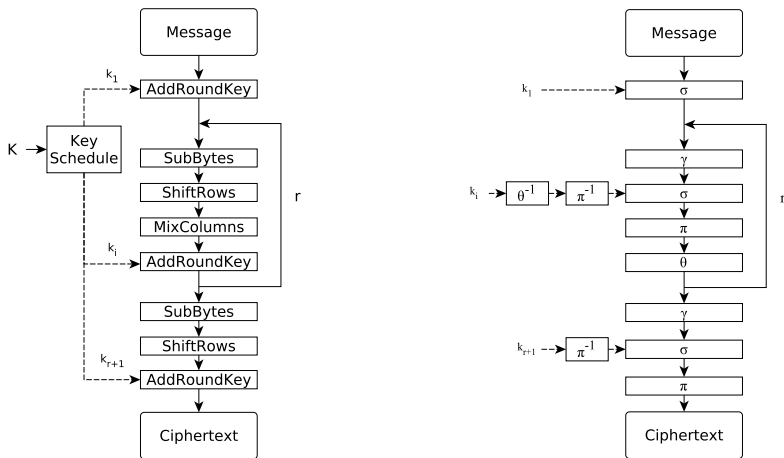 Message
k1
AddRoundKey
K
Key
Schedule
SubBytes
ShiftRows
r
MixColumns
ki
AddRoundKey
SubBytes
ShiftRows
kr+1
AddRoundKey
Ciphertext
Message
k1
σ
γ
ki
θ-1
π-1
σ
r
π
θ
γ
kr+1
π-1
σ
π
Ciphertext